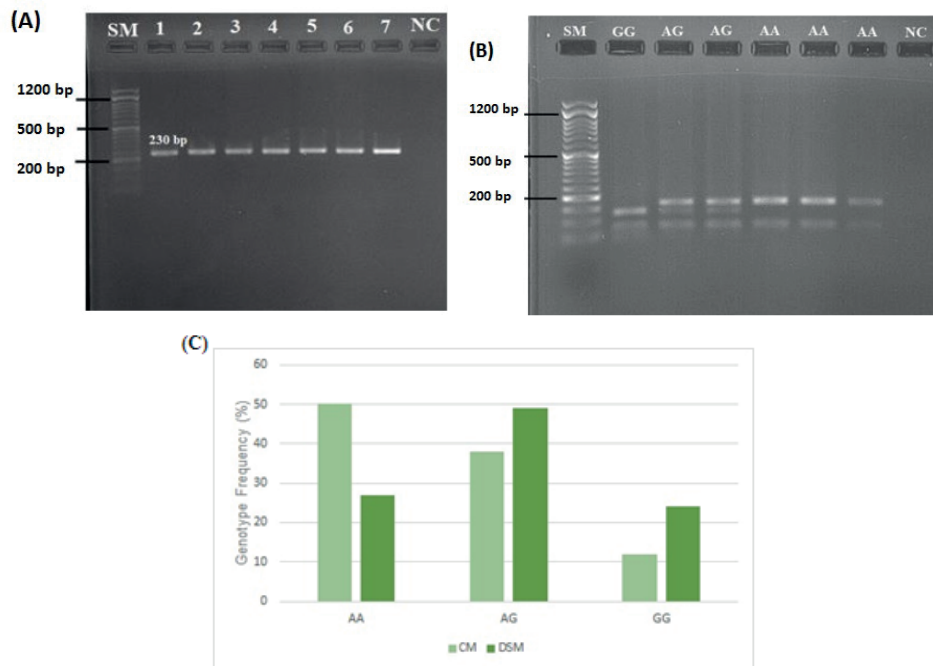 (A)
SM 1 2 3 4 5 6 7 NC
1200 bp
500 bp
230 bp
200 bp
(B)
SM GG AG AG AA AA AA NC
1200 bp
500 bp
200 bp
(C)
Genotype Frequency (%)
60
50
40
30
20
10
0
AA AG GG
CM DSM